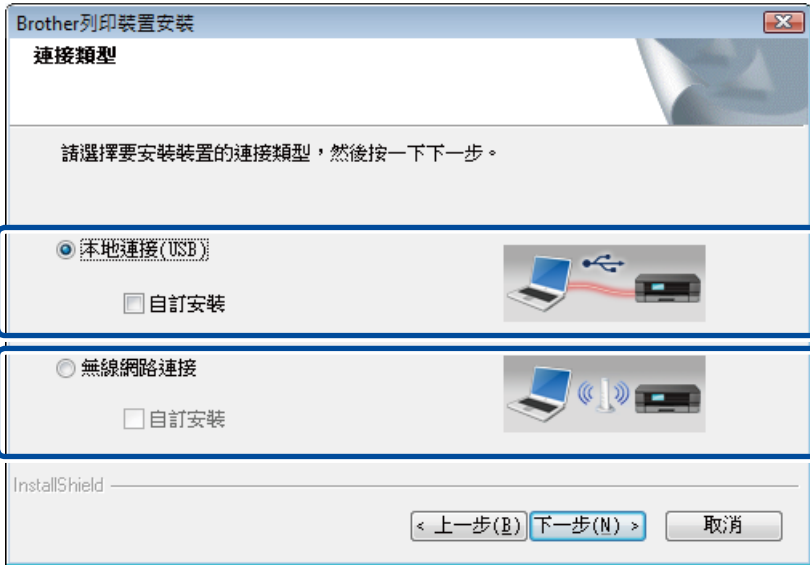 Brother列印裝置安裝
連接類型
請選擇要安裝裝置的連接類型，然後按一下下一步。
本地連接(USB)
自訂安裝
無線網路連接
自訂安裝
InstallShield
< 上一步(B) 下一步(N) > 取消